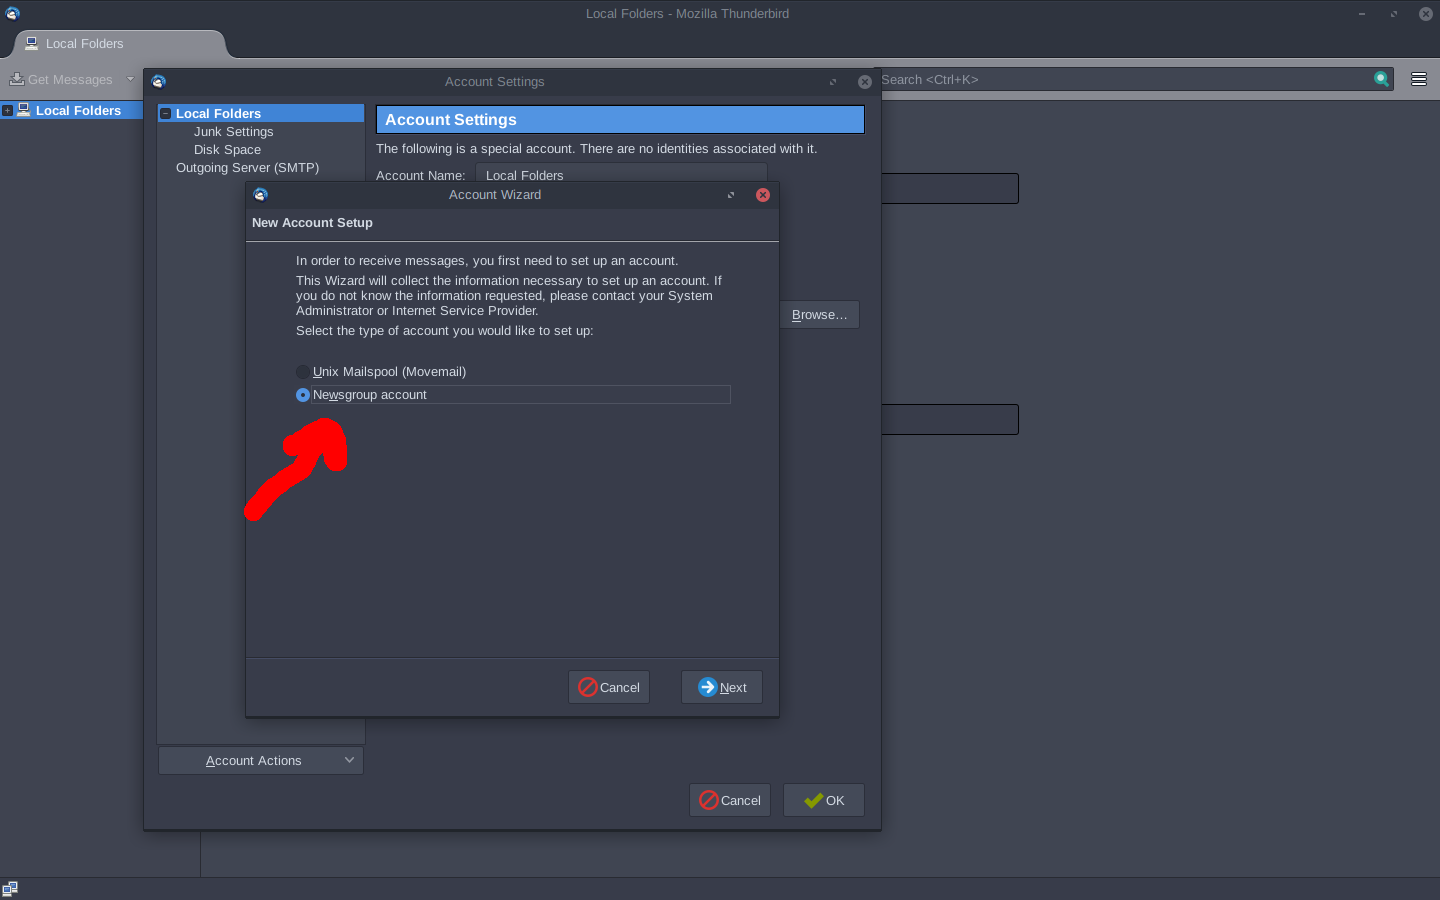 Local Folders - Mozilla Thunderbird
Local Folders
Get Messages
Search <Ctrl+K>
Local Folders
Account Settings
Local Folders
Junk Settings
Disk Space
Outgoing Server (SMTP)
Account Settings
The following is a special account. There are no identities associated with it.
Account Name: Local Folders
Account Wizard
New Account Setup
In order to receive messages, you first need to set up an account.
This Wizard will collect the information necessary to set up an account. If
you do not know the information requested, please contact your System
Administrator or Internet Service Provider.
Select the type of account you would like to set up:
Unix Mailspool (Movemail)
Newsgroup account
Browse...
Cancel
Next
Account Actions
Cancel
OK